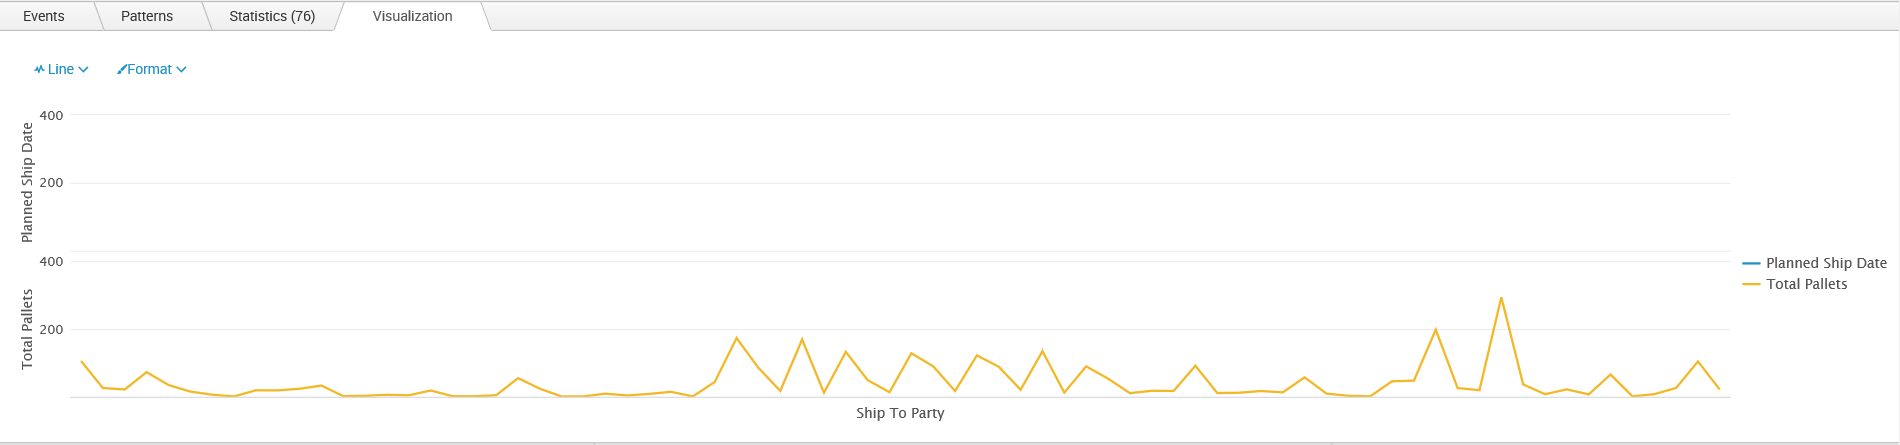 Events Patterns Statistics (76) Visualization
Line Format
400
Planned Ship Date
200
400
Total Pallets
200
Ship To Party
Planned Ship Date
Total Pallets